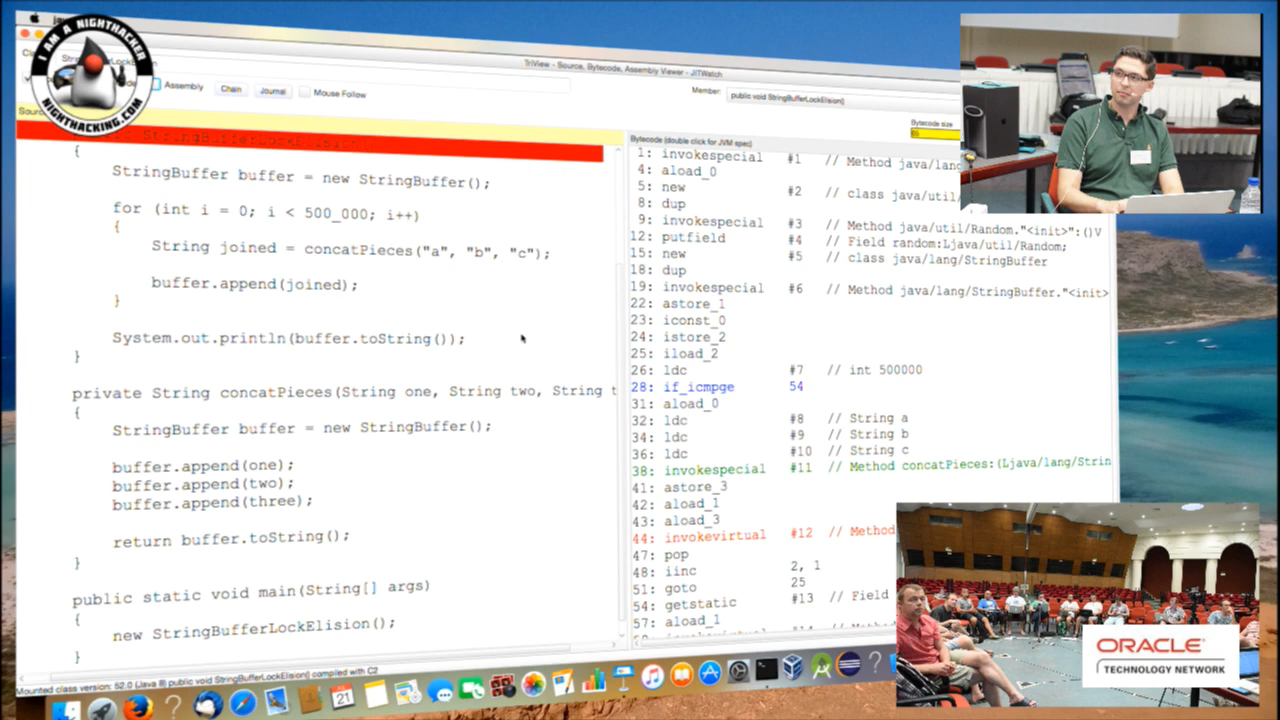 I AM A NIGHTHACKER
NIGHTHACKING.COM
TriView - Source, Bytecode, Assembly Viewer - JITWatch
Assembly
Chain
Journal
Mouse Follow
Member:
public void StringBufferLockElision()
Bytecode size
Bytecode (double click for JVM spec)
{
StringBuffer buffer = new StringBuffer();
for (int i = 0; i < 500_000; i++)
{
String joined = concatPieces("a", "b", "c");
buffer.append(joined);
}
System.out.println(buffer.toString());
}
private String concatPieces(String one, String two, String t
{
StringBuffer buffer = new StringBuffer();
buffer.append(one);
buffer.append(two);
buffer.append(three);
return buffer.toString();
}
public static void main(String[] args)
{
new StringBufferLockElision();
}
1: invokespecial #1 // Method java/lang
4: aload_0
5: new #2 // class java/util/
8: dup
9: invokespecial #3 // Method java/util/Random."<init>":()V
12: putfield #4 // Field random:Ljava/util/Random;
15: new #5 // class java/lang/StringBuffer
18: dup
19: invokespecial #6 // Method java/lang/StringBuffer."<init>
22: astore_1
23: iconst_0
24: istore_2
25: iload_2
26: ldc #7 // int 500000
28: if_icmpge 54
31: aload_0
32: ldc #8 // String a
34: ldc #9 // String b
36: ldc #10 // String c
38: invokespecial #11 // Method concatPieces:(Ljava/lang/Strin
41: astore_3
42: aload_1
43: aload_3
44: invokevirtual #12 // Method
47: pop
48: iinc 2, 1
51: goto 25
54: getstatic #13 // Field
57: aload_1
Mounted class version: 52.0 (Java 8) public void StringBufferLockElision() compiled with C2
21
ORACLE
TECHNOLOGY NETWORK